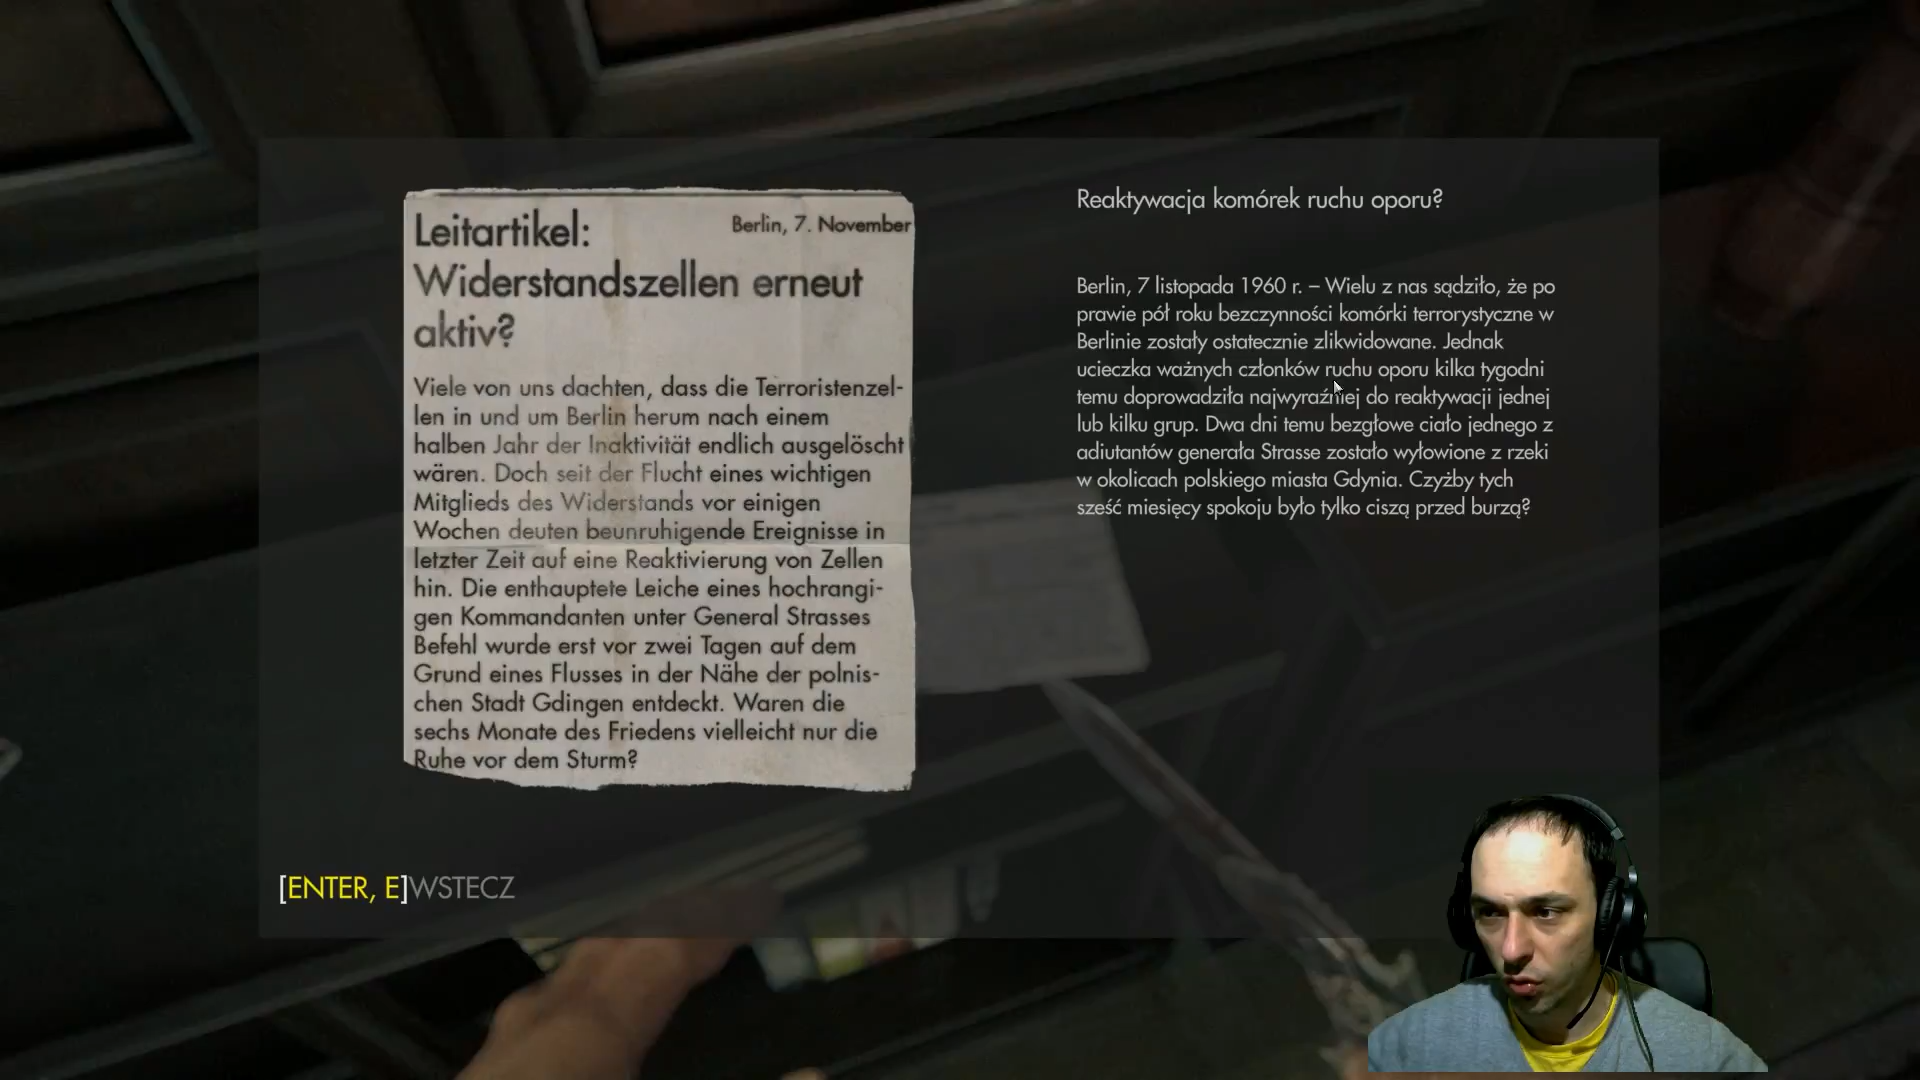 Leitartikel:
Berlin, 7. November
Widerstandszellen erneut
aktiv?
Viele von uns dachten, dass die Terroristenzel-
len in und um Berlin herum nach einem
halben Jahr der Inaktivität endlich ausgelöscht
wären. Doch seit der Flucht eines wichtigen
Mitglieds des Widerstands vor einigen
Wochen deuten beunruhigende Ereignisse in
letzter Zeit auf eine Reaktivierung von Zellen
hin. Die enthauptete Leiche eines hochrangi-
gen Kommandanten unter General Strasses
Befehl wurde erst vor zwei Tagen auf dem
Grund eines Flusses in der Nähe der polnis-
chen Stadt Gdingen entdeckt. Waren die
sechs Monate des Friedens vielleicht nur die
Ruhe vor dem Sturm?
Reaktywacja komórek ruchu oporu?
Berlin, 7 listopada 1960 r. – Wielu z nas sądziło, że po
prawie pół roku bezczynności komórki terrorystyczne w
Berlinie zostały ostatecznie zlikwidowane. Jednak
ucieczka ważnych członków ruchu oporu kilka tygodni
temu doprowadziła najwyraźniej do reaktywacji jednej
lub kilku grup. Dwa dni temu bezgłowe ciało jednego z
adiutantów generała Strasse zostało wyłowione z rzeki
w okolicach polskiego miasta Gdynia. Czyżby tych
sześć miesięcy spokoju było tylko ciszą przed burzą?
[ENTER, E]WSTECZ